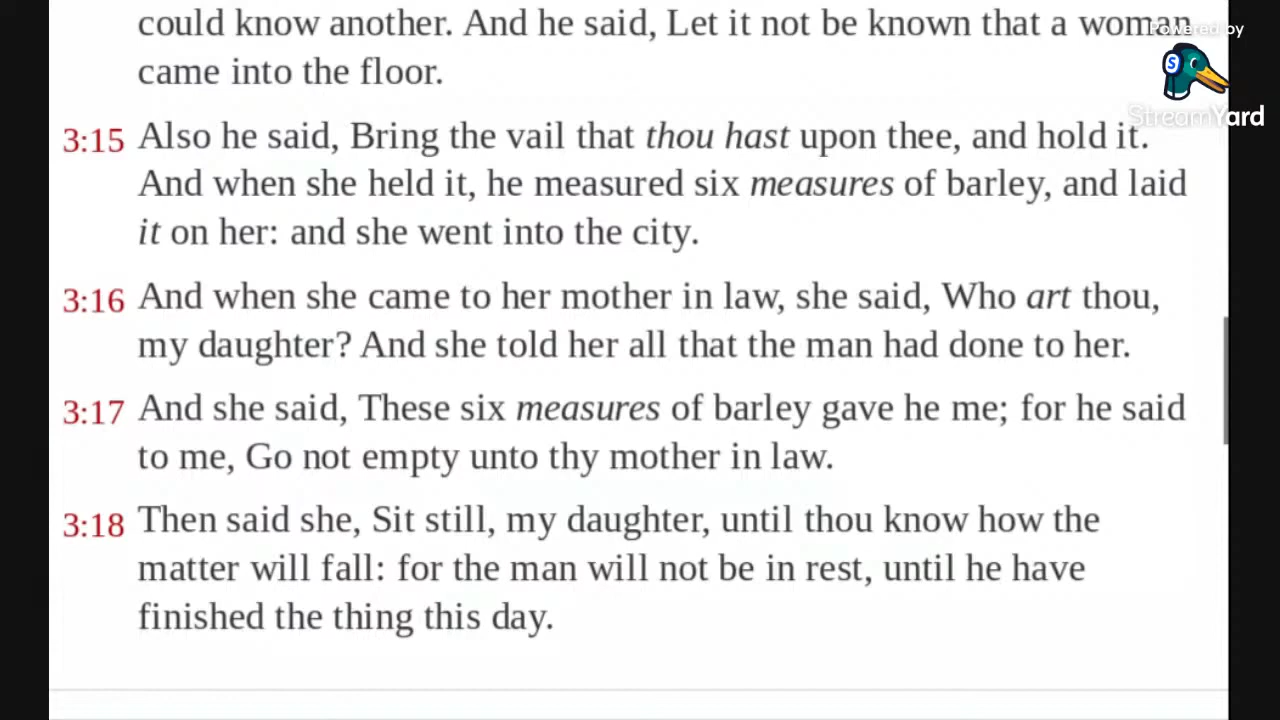 could know another. And he said, Let it not be known that a woman
came into the floor.
Powered by
StreamYard
3:15 Also he said, Bring the vail that thou hast upon thee, and hold it.
And when she held it, he measured six measures of barley, and laid
it on her: and she went into the city.
3:16 And when she came to her mother in law, she said, Who art thou,
my daughter? And she told her all that the man had done to her.
3:17 And she said, These six measures of barley gave he me; for he said
to me, Go not empty unto thy mother in law.
3:18 Then said she, Sit still, my daughter, until thou know how the
matter will fall: for the man will not be in rest, until he have
finished the thing this day.